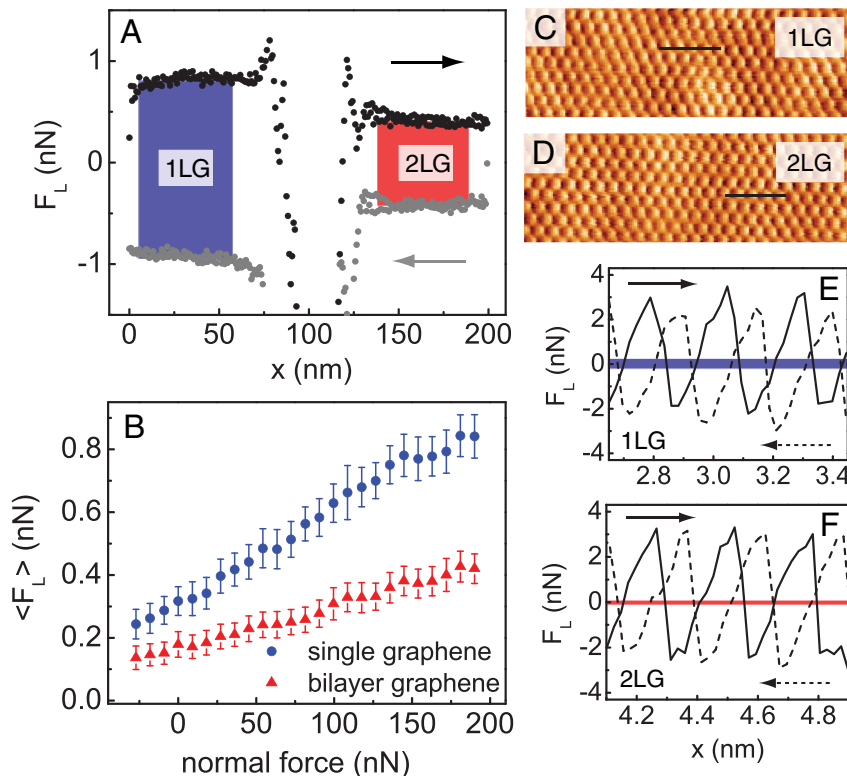 A
1
0
-1
F_L (nN)
1LG
2LG
0 50 100 150 200
x (nm)
B
0.8
0.6
0.4
0.2
0.0
<F_L> (nN)
single graphene
bilayer graphene
0 50 100 150 200
normal force (nN)
C
1LG
D
2LG
E
4
2
0
-2
-4
F_L (nN)
1LG
2.8 3.0 3.2 3.4
F
4
2
0
-2
-4
F_L (nN)
2LG
4.2 4.4 4.6 4.8
x (nm)